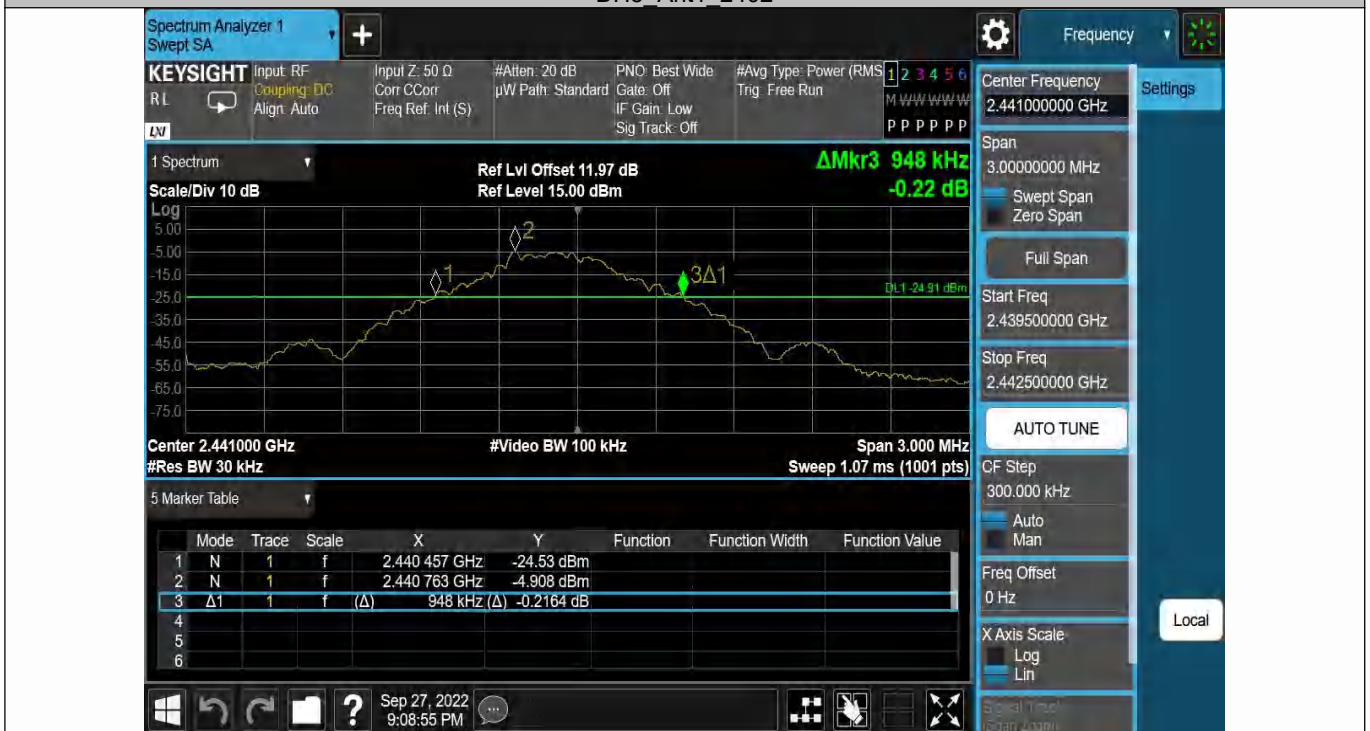 Spectrum Analyzer 1
Swept SA
+
Frequency
KEYSIGHT
RL
LXI
Input: RF
Coupling: DC
Align: Auto
Input Z: 50 Ω
Corr CCorr
Freq Ref: Int (S)
#Atten: 20 dB
µW Path: Standard
PNO: Best Wide
Gate: Off
IF Gain: Low
Sig Track: Off
#Avg Type: Power (RMS
Trig: Free Run
1 2 3 4 5 6
M W W W W W
P P P P P P
Center Frequency
2.441000000 GHz
Settings
1 Spectrum
Scale/Div 10 dB
Ref Lvl Offset 11.97 dB
Ref Level 15.00 dBm
ΔMkr3 948 kHz
-0.22 dB
Span
3.00000000 MHz
Swept Span
Zero Span
Full Span
Log
5.00
-5.00
-15.0
-25.0
-35.0
-45.0
-55.0
-65.0
-75.0
1
2
3Δ1
DL1 -24.91 dBm
Start Freq
2.439500000 GHz
Stop Freq
2.442500000 GHz
AUTO TUNE
Center 2.441000 GHz
#Video BW 100 kHz
Span 3.000 MHz
#Res BW 30 kHz
Sweep 1.07 ms (1001 pts)
CF Step
300.000 kHz
Auto
Man
5 Marker Table
Mode Trace Scale X Y Function Function Width Function Value
1 N 1 f 2.440 457 GHz -24.53 dBm
2 N 1 f 2.440 763 GHz -4.908 dBm
3 Δ1 1 f (Δ) 948 kHz (Δ) -0.2164 dB
4
5
6
Freq Offset
0 Hz
X Axis Scale
Log
Lin
Local
?
Sep 27, 2022
9:08:55 PM
Signal Track
(Span Zoom)